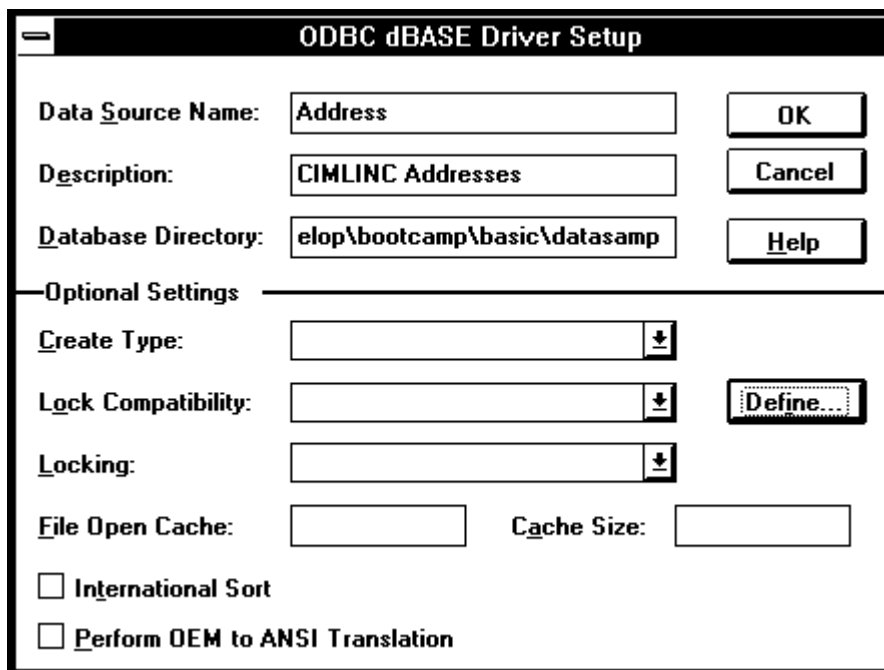 ODBC dBASE Driver Setup
Data Source Name: Address OK
Description: CIMLINC Addresses Cancel
Database Directory: elop\bootcamp\basic\datasamp Help
Optional Settings
Create Type:
Lock Compatibility: Define...
Locking:
File Open Cache: Cache Size:
International Sort
Perform OEM to ANSI Translation